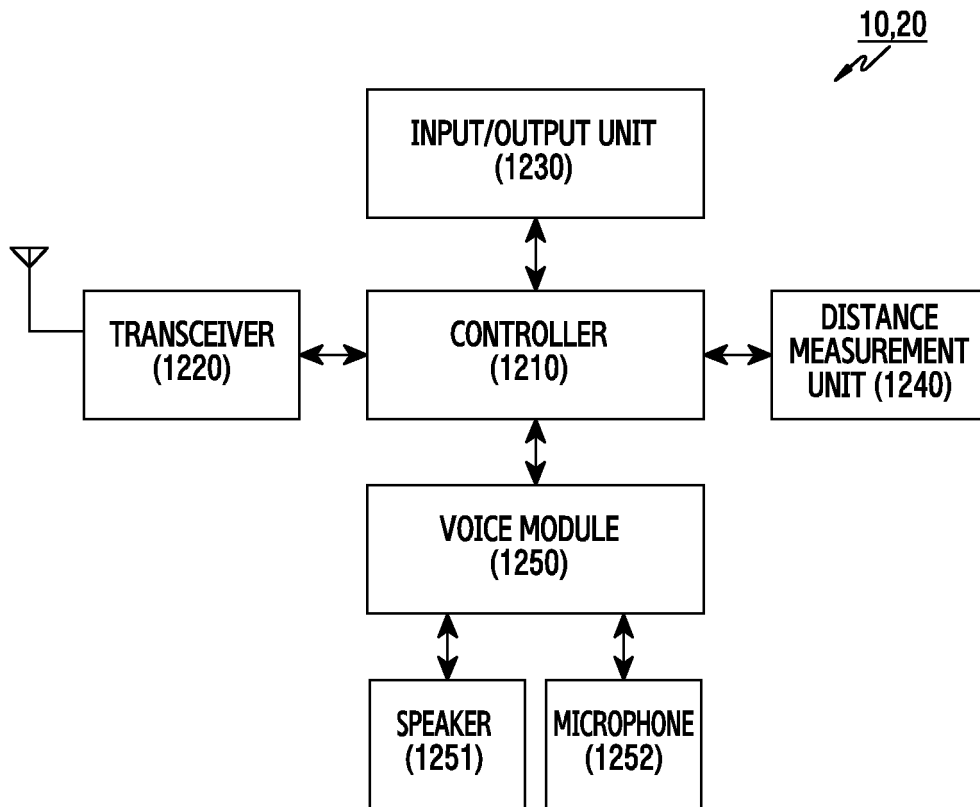 10,20
INPUT/OUTPUT UNIT
(1230)
TRANSCEIVER
(1220)
CONTROLLER
(1210)
DISTANCE
MEASUREMENT
UNIT (1240)
VOICE MODULE
(1250)
SPEAKER
(1251)
MICROPHONE
(1252)